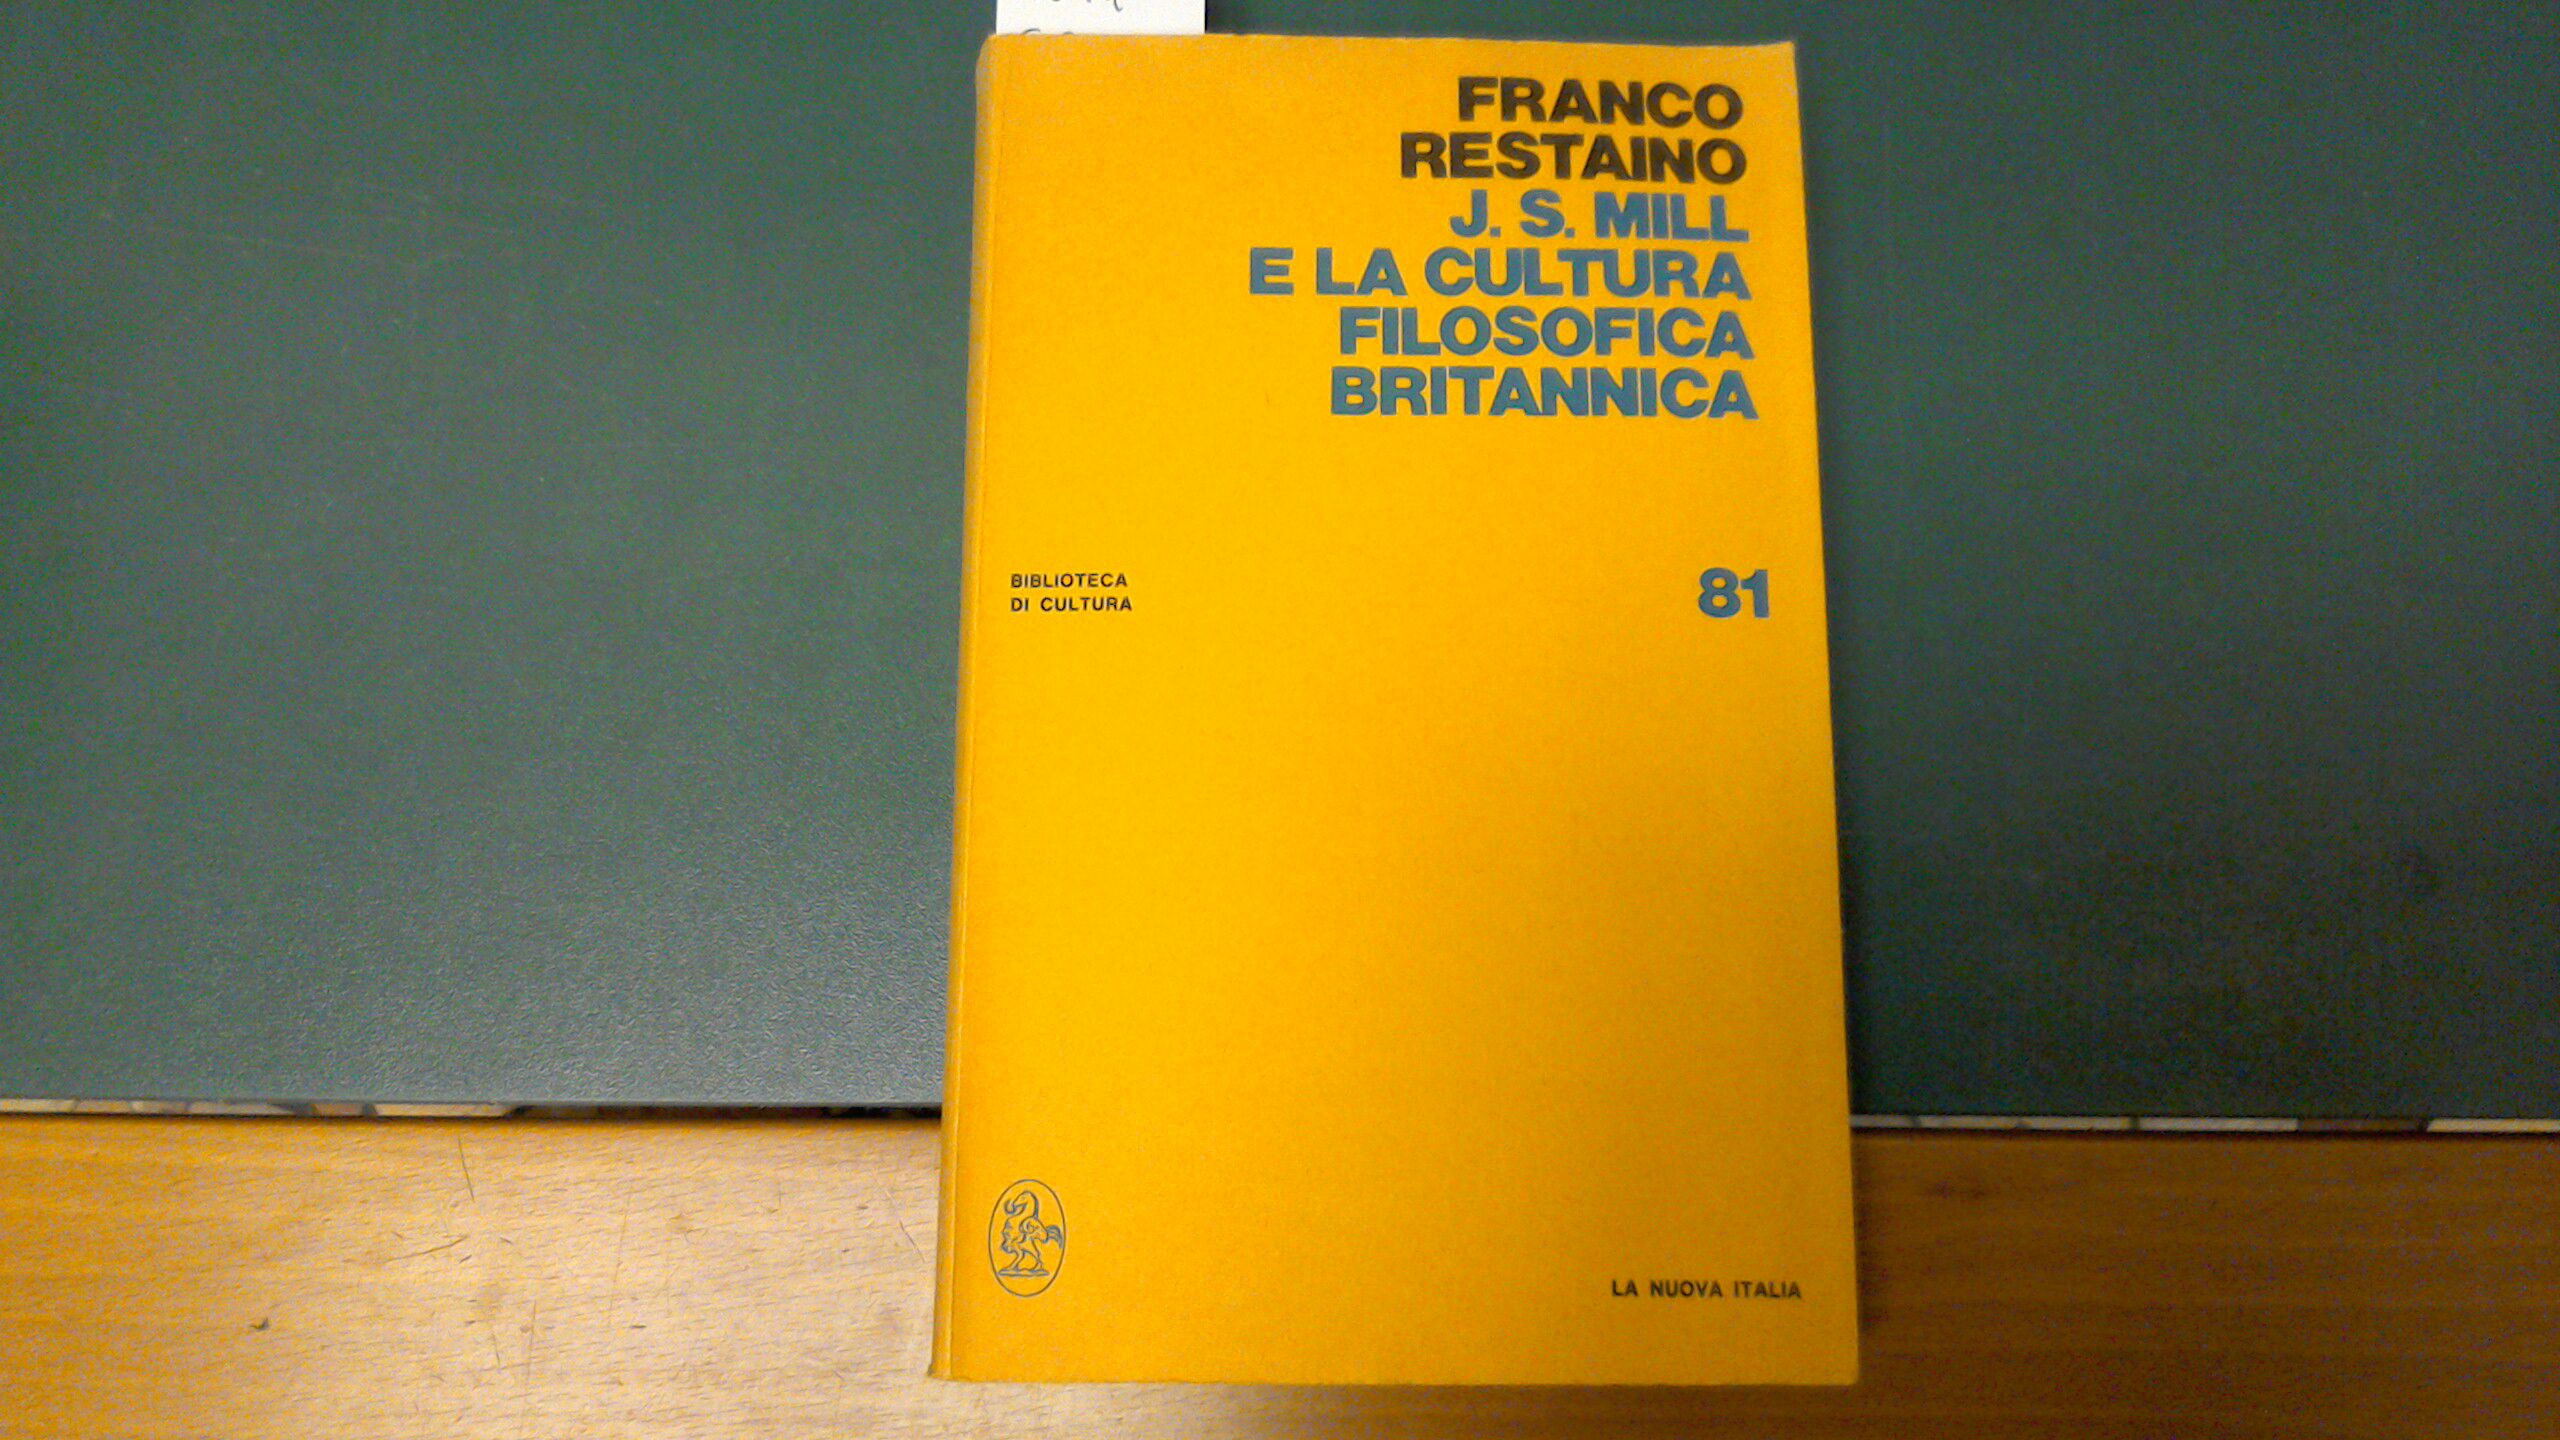 FRANCO
RESTAINO
J. S. MILL
E LA CULTURA
FILOSOFICA
BRITANNICA
BIBLIOTECA
DI CULTURA
81
LA NUOVA ITALIA